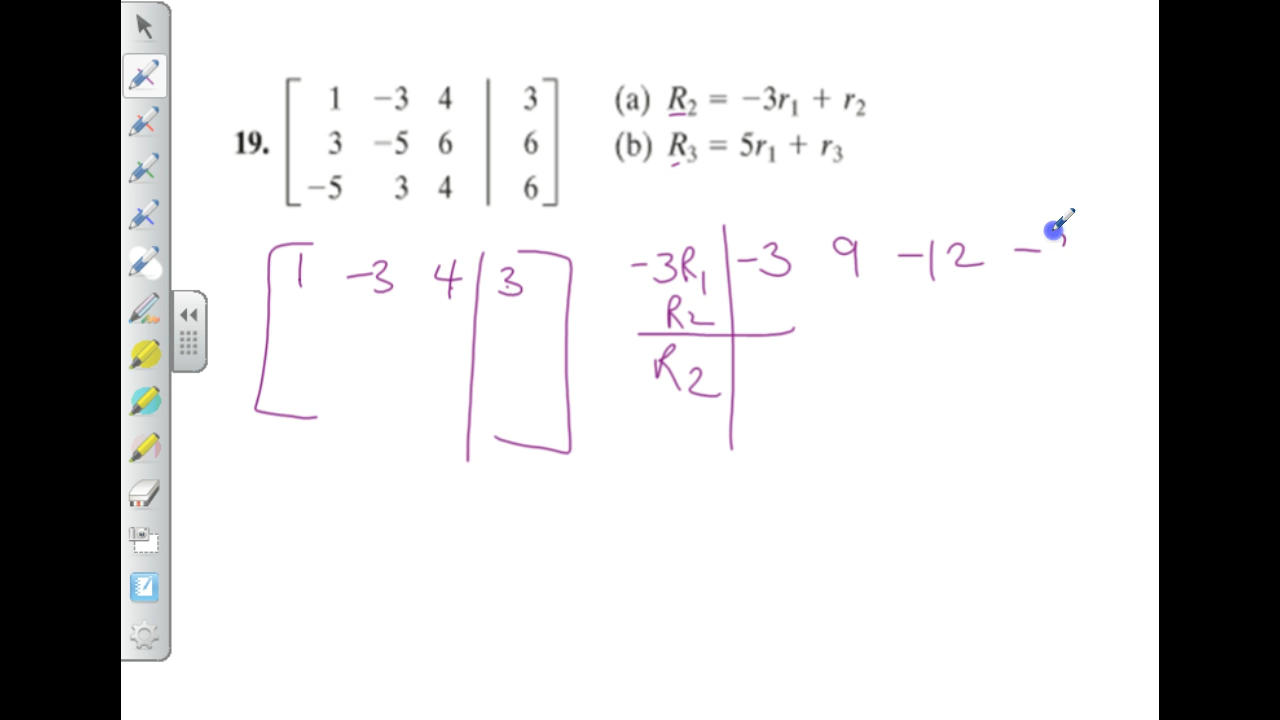 1 −3 4 | 3 (a) R2 = −3r1 + r2
19. 3 −5 6 | 6 (b) R3 = 5r1 + r3
−5 3 4 | 6
1 -3 4 | 3
-3R1 | -3 9 -12 -
R2
R2